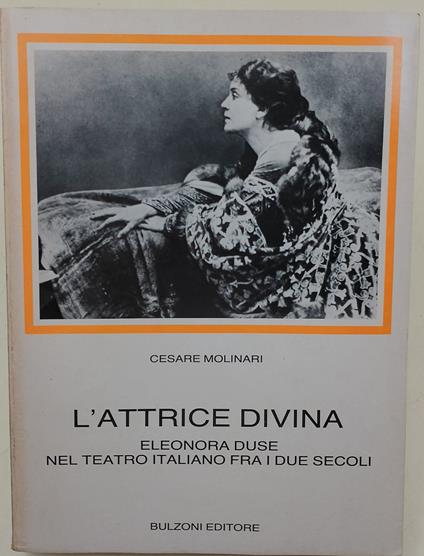 CESARE MOLINARI
L'ATTRICE DIVINA
ELEONORA DUSE
NEL TEATRO ITALIANO FRA I DUE SECOLI
BULZONI EDITORE